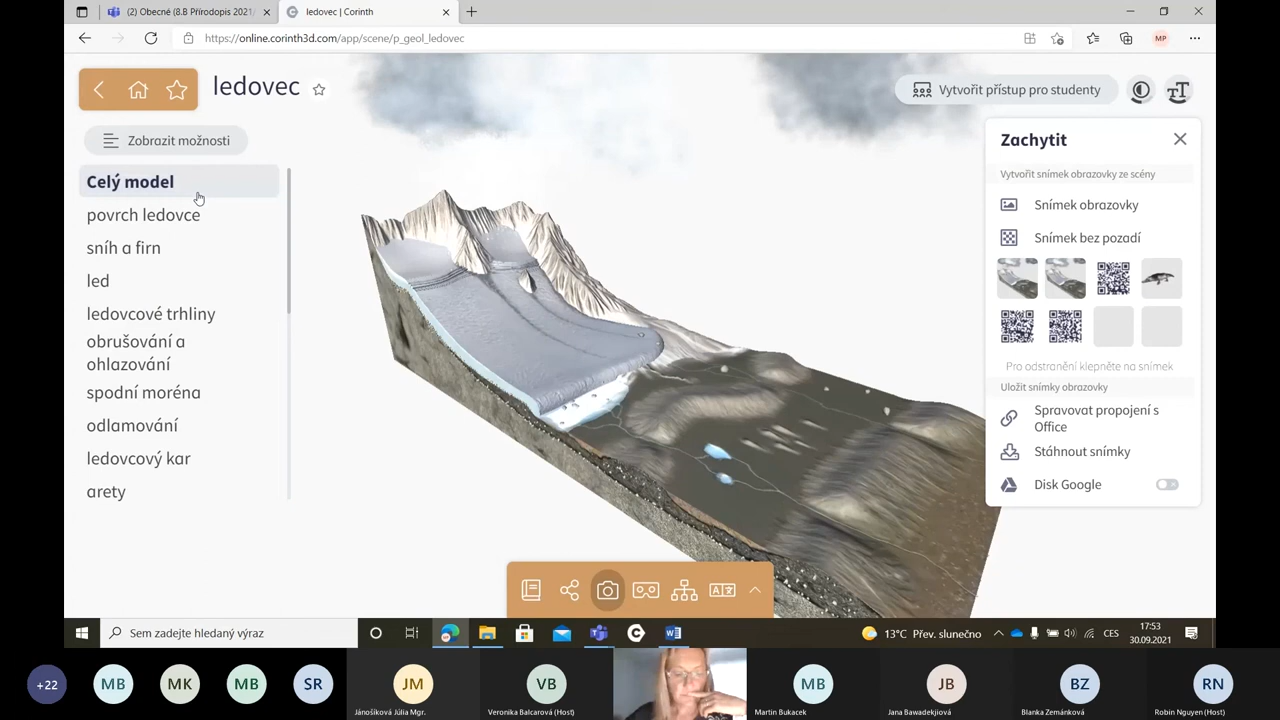 (2) Obecné (8.B Přírodopis 2021/
ledovec | Corinth
https://online.corinth3d.com/app/scene/p_geol_ledovec
MP
ledovec
Vytvořit přístup pro studenty
Zobrazit možnosti
Celý model
povrch ledovce
sníh a firn
led
ledovcové trhliny
obrušování a
ohlazování
spodní moréna
odlamování
ledovcový kar
arety
Zachytit
Vytvořit snímek obrazovky ze scény
Snímek obrazovky
Snímek bez pozadí
Pro odstranění klepněte na snímek
Uložit snímky obrazovky
Spravovat propojení s
Office
Stáhnout snímky
Disk Google
Sem zadejte hledaný výraz
13°C Přev. slunečno
CES
17:53
30.09.2021
+22
MB
MK
MB
SR
JM
Jánošíková Júlia Mgr.
VB
Veronika Balcarová (Host)
MB
Martin Bukacek
JB
Jana Bawadekjiová
BZ
Blanka Zemánková
RN
Robin Nguyen (Host)